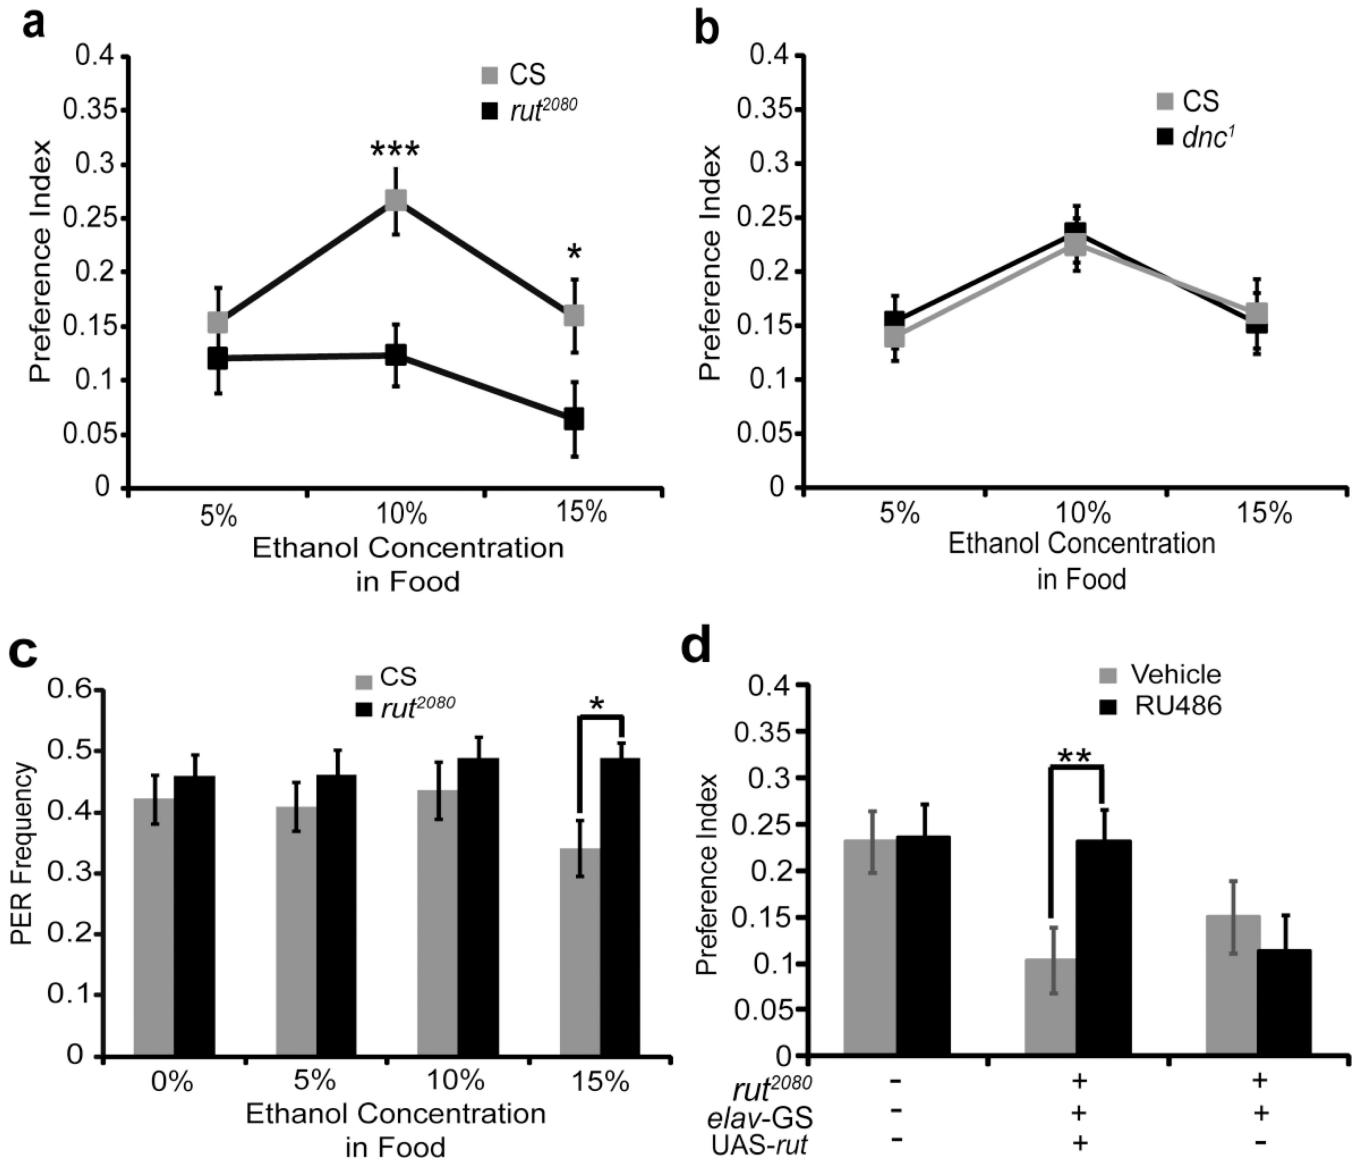 a
0.4
0.35
0.3
0.25
0.2
0.15
0.1
0.05
0
Preference Index
CS
rut2080
***
*
5% 10% 15%
Ethanol Concentration
in Food
b
0.4
0.35
0.3
0.25
0.2
0.15
0.1
0.05
0
Preference Index
CS
dnc1
5% 10% 15%
Ethanol Concentration
in Food
c
0.6
0.5
0.4
0.3
0.2
0.1
0
PER Frequency
CS
rut2080
*
0% 5% 10% 15%
Ethanol Concentration
in Food
d
0.4
0.35
0.3
0.25
0.2
0.15
0.1
0.05
0
Preference Index
Vehicle
RU486
**
rut2080 - + +
elav-GS - + +
UAS-rut - + -